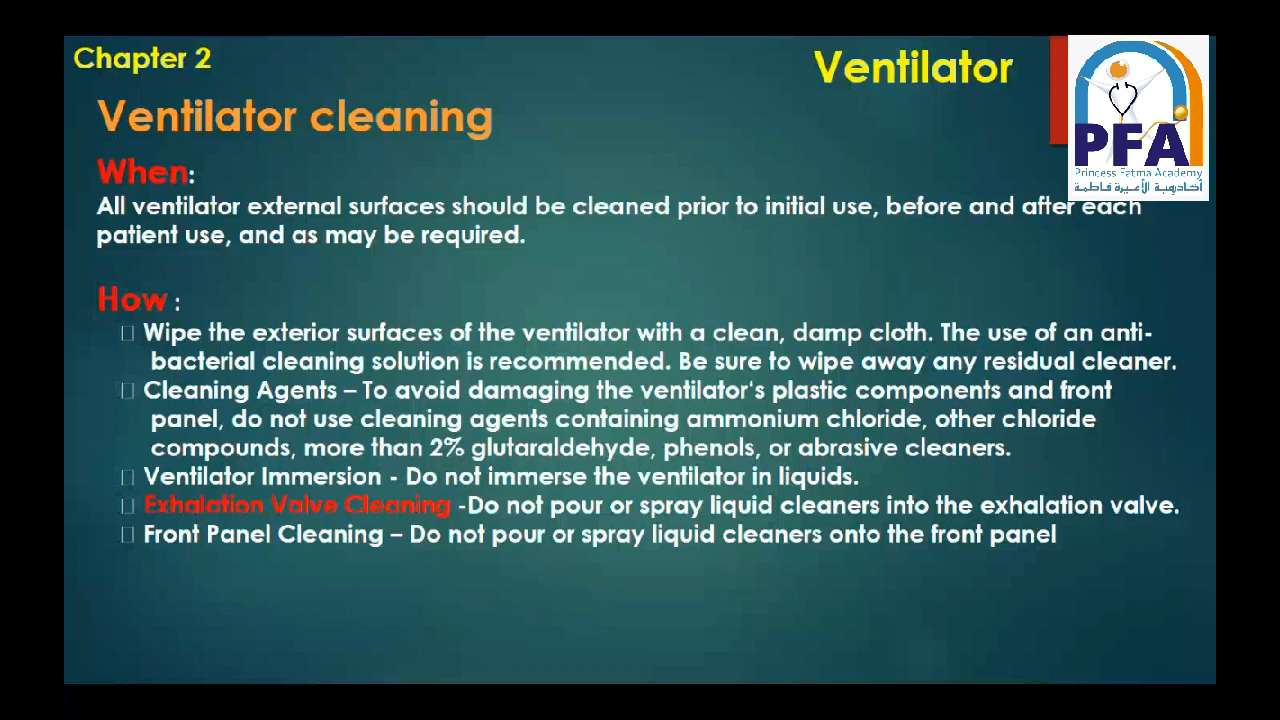 Chapter 2
Ventilator
PFA
Princess Fatma Academy
أكاديمية الأميرة فاطمة
Ventilator cleaning
When:
All ventilator external surfaces should be cleaned prior to initial use, before and after each
patient use, and as may be required.
How :
Wipe the exterior surfaces of the ventilator with a clean, damp cloth. The use of an anti-
bacterial cleaning solution is recommended. Be sure to wipe away any residual cleaner.
Cleaning Agents – To avoid damaging the ventilator‘s plastic components and front
panel, do not use cleaning agents containing ammonium chloride, other chloride
compounds, more than 2% glutaraldehyde, phenols, or abrasive cleaners.
Ventilator Immersion - Do not immerse the ventilator in liquids.
Exhalation Valve Cleaning -Do not pour or spray liquid cleaners into the exhalation valve.
Front Panel Cleaning – Do not pour or spray liquid cleaners onto the front panel